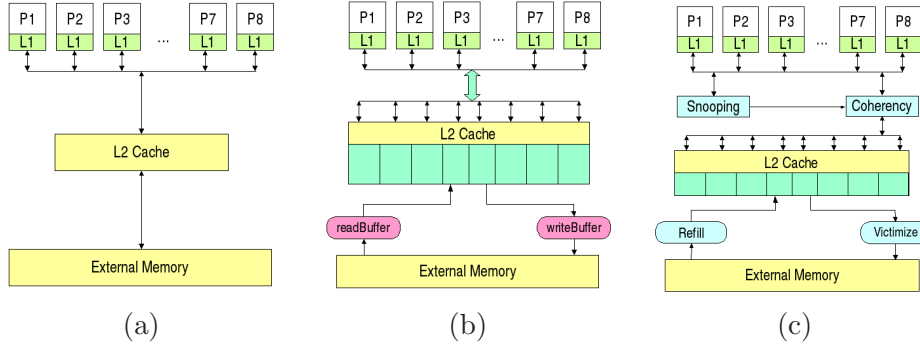 P1 P2 P3 ... P7 P8
L1 L1 L1 L1 L1
L2 Cache
External Memory
(a)
P1 P2 P3 ... P7 P8
L1 L1 L1 L1 L1
L2 Cache
readBuffer writeBuffer
External Memory
(b)
P1 P2 P3 ... P7 P8
L1 L1 L1 L1 L1
Snooping Coherency
L2 Cache
Refill Victimize
External Memory
(c)